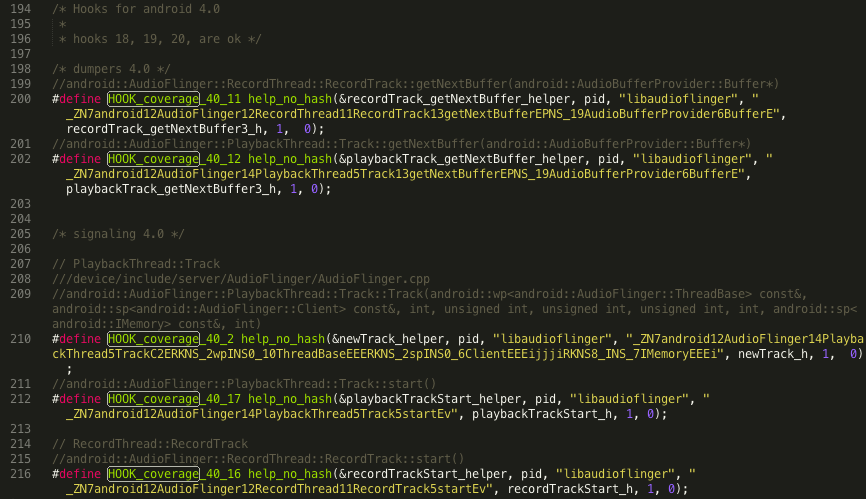 194 /* Hooks for android 4.0
195  *
196  * hooks 18, 19, 20, are ok */
197
198 /* dumpers 4.0 */
199 //android::AudioFlinger::RecordThread::RecordTrack::getNextBuffer(android::AudioBufferProvider::Buffer*)
200 #define HOOK_coverage_40_11 help_no_hash(&recordTrack_getNextBuffer_helper, pid, "libaudioflinger", "
_ZN7android12AudioFlinger12RecordThread11RecordTrack13getNextBufferEPNS_19AudioBufferProvider6BufferE",
recordTrack_getNextBuffer3_h, 1,  0);
201 //android::AudioFlinger::PlaybackThread::Track::getNextBuffer(android::AudioBufferProvider::Buffer*)
202 #define HOOK_coverage_40_12 help_no_hash(&playbackTrack_getNextBuffer_helper, pid, "libaudioflinger", "
_ZN7android12AudioFlinger14PlaybackThread5Track13getNextBufferEPNS_19AudioBufferProvider6BufferE",
playbackTrack_getNextBuffer3_h, 1, 0);
203
204
205 /* signaling 4.0 */
206
207 // PlaybackThread::Track
208 ///device/include/server/AudioFlinger/AudioFlinger.cpp
209 //android::AudioFlinger::PlaybackThread::Track::Track(android::wp<android::AudioFlinger::ThreadBase> const&,
android::sp<android::AudioFlinger::Client> const&, int, unsigned int, unsigned int, unsigned int, int, android::sp<
android::IMemory> const&, int)
210 #define HOOK_coverage_40_2 help_no_hash(&newTrack_helper, pid, "libaudioflinger", "_ZN7android12AudioFlinger14Playba
ckThread5TrackC2ERKNS_2wpINS0_10ThreadBaseEEERKNS_2spINS0_6ClientEEEijjjiRKNS8_INS_7IMemoryEEEi", newTrack_h, 1,  0)
;
211 //android::AudioFlinger::PlaybackThread::Track::start()
212 #define HOOK_coverage_40_17 help_no_hash(&playbackTrackStart_helper, pid, "libaudioflinger", "
_ZN7android12AudioFlinger14PlaybackThread5Track5startEv", playbackTrackStart_h, 1, 0);
213
214 // RecordThread::RecordTrack
215 //android::AudioFlinger::RecordThread::RecordTrack::start()
216 #define HOOK_coverage_40_16 help_no_hash(&recordTrackStart_helper, pid, "libaudioflinger", "
_ZN7android12AudioFlinger12RecordThread11RecordTrack5startEv", recordTrackStart_h, 1, 0);